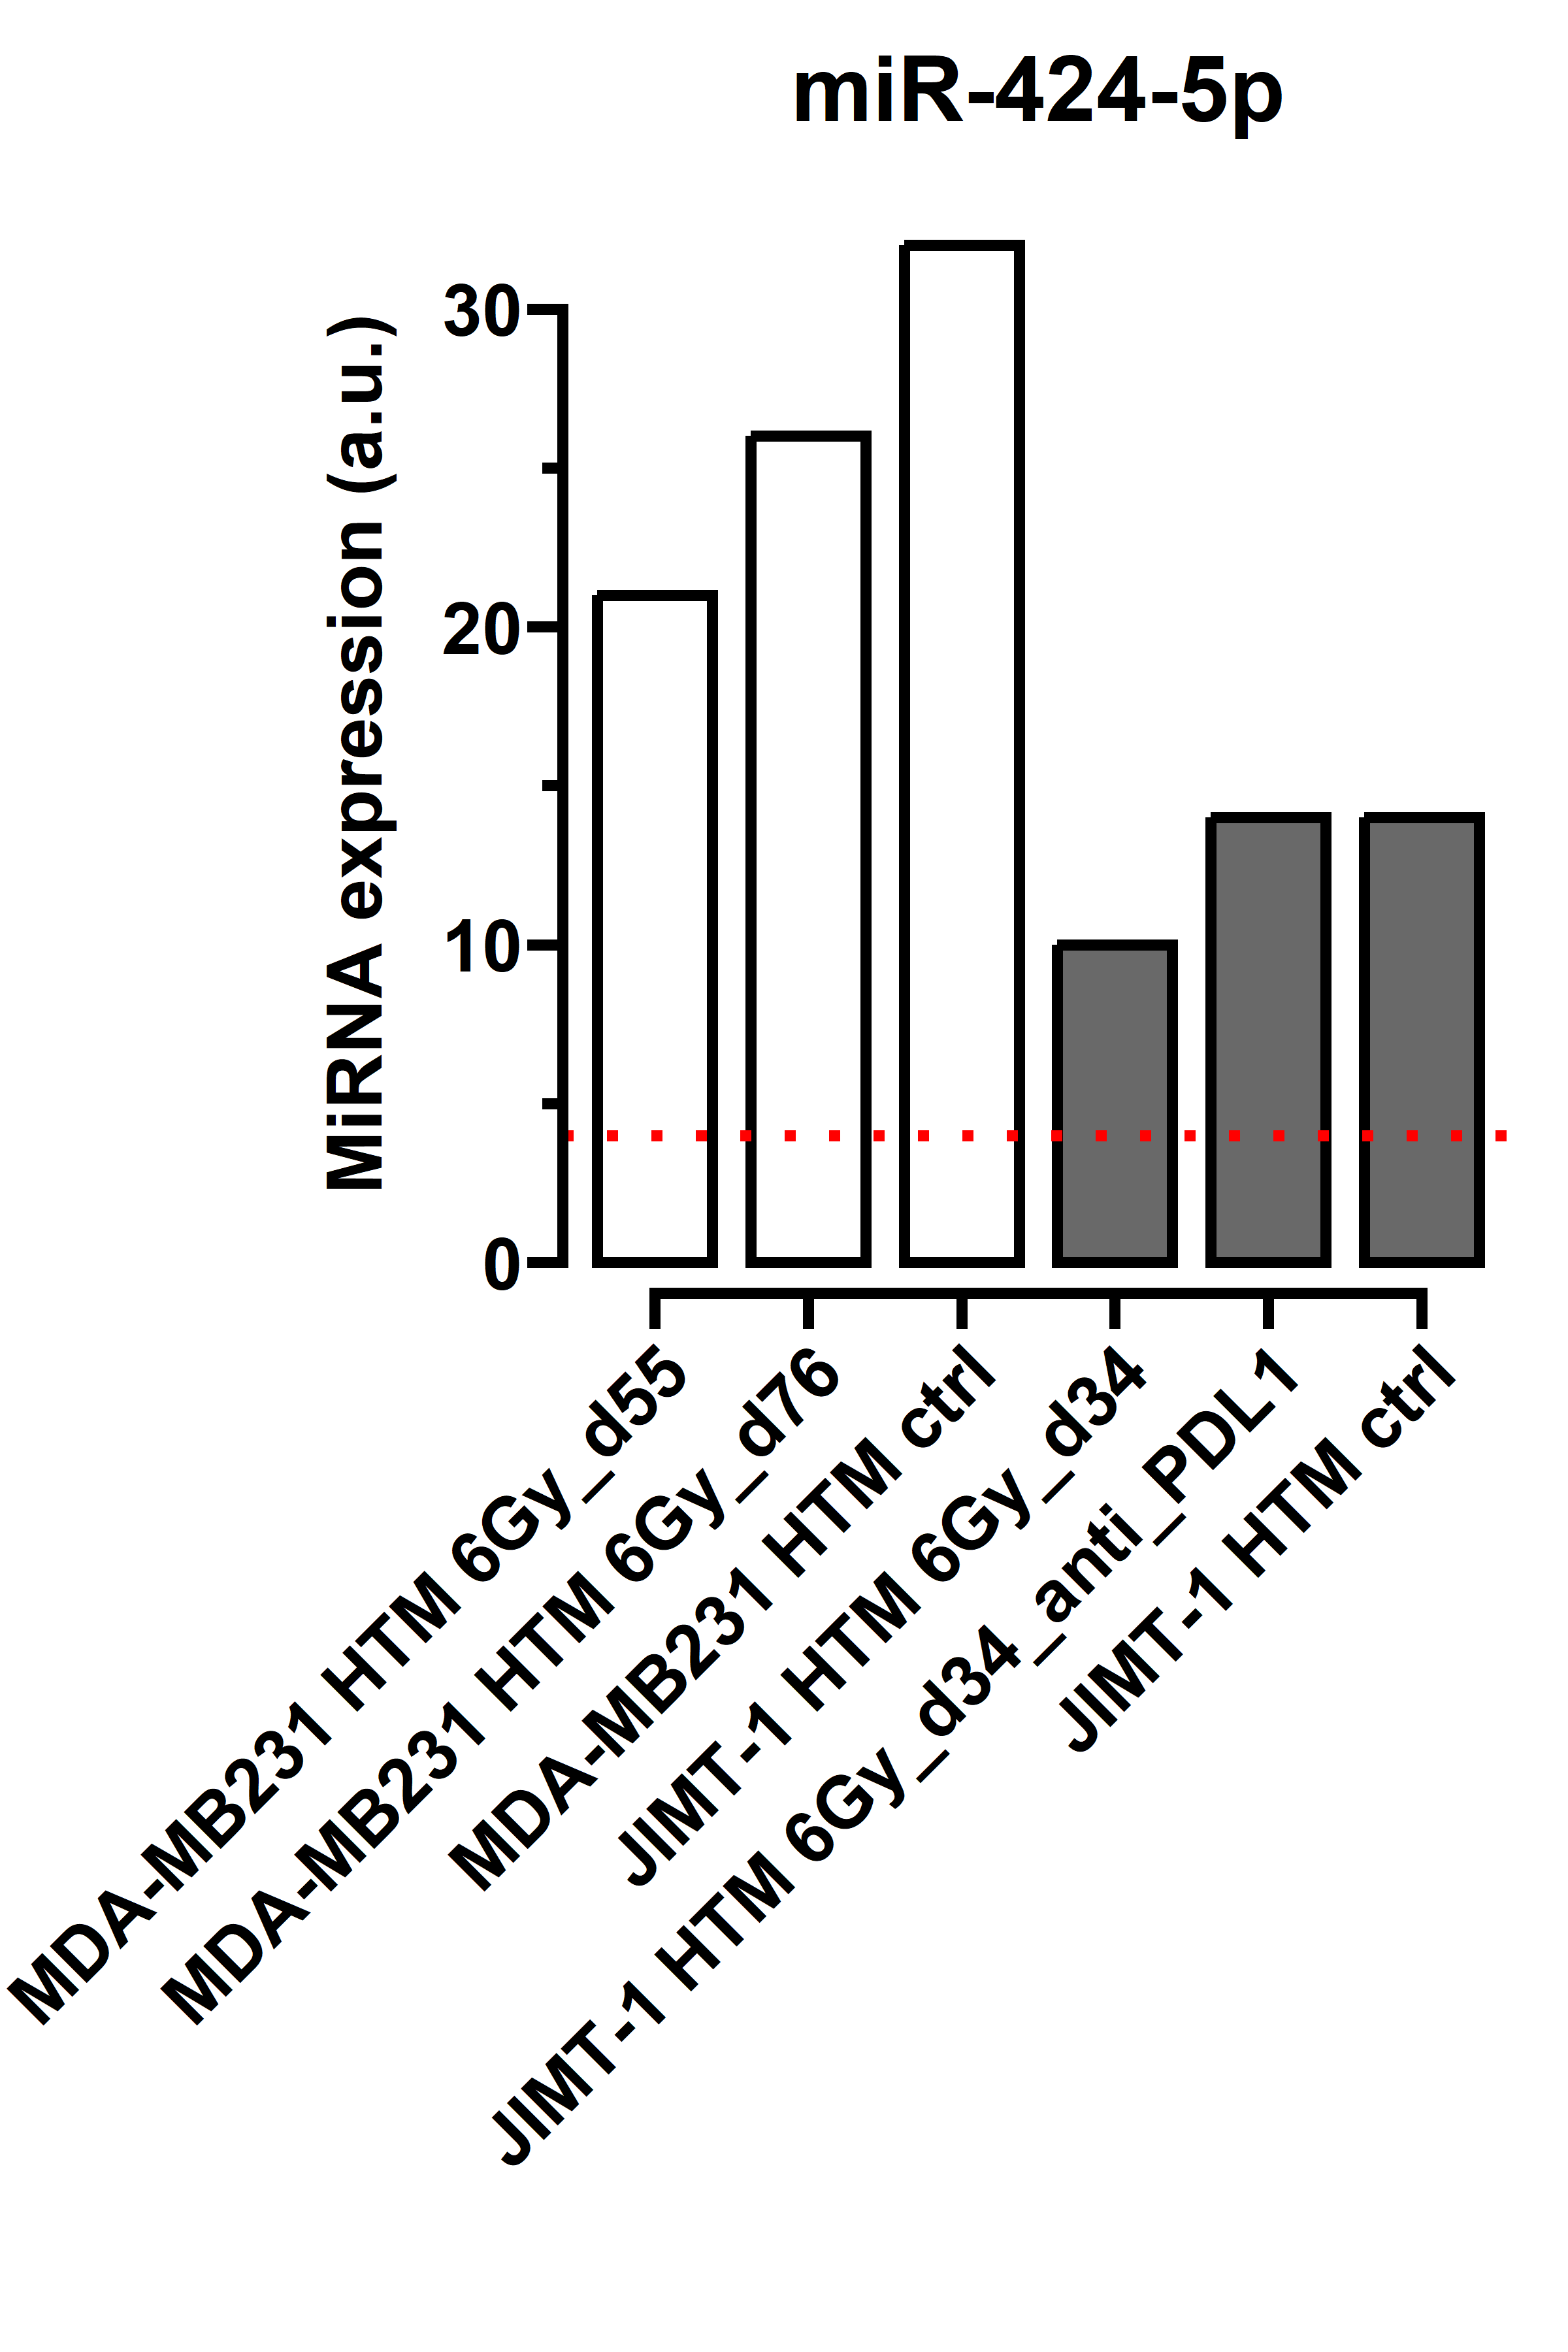 miR-424-5p
MiRNA expression (a.u.)
30
20
10
0
MDA-MB231 HTM 6Gy_d55
MDA-MB231 HTM 6Gy_d76
MDA-MB231 HTM ctrl
JIMT-1 HTM 6Gy_d34
JIMT-1 HTM 6Gy_d34_anti_PDL1
JIMT-1 HTM ctrl